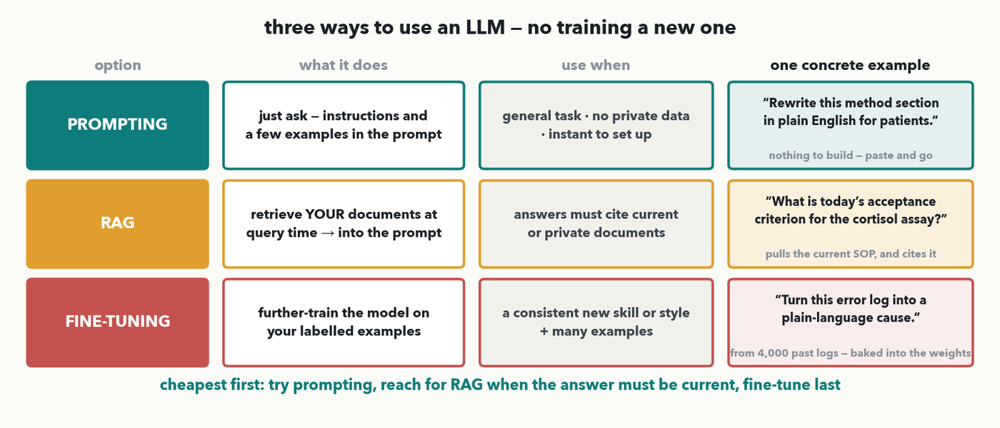 three ways to use an LLM — no training a new one
option
what it does
use when
one concrete example
PROMPTING
just ask — instructions and
a few examples in the prompt
general task · no private data
· instant to set up
“Rewrite this method section
in plain English for patients.”
nothing to build — paste and go
RAG
retrieve YOUR documents at
query time → into the prompt
answers must cite current
or private documents
“What is today’s acceptance
criterion for the cortisol assay?”
pulls the current SOP, and cites it
FINE-TUNING
further-train the model on
your labelled examples
a consistent new skill or style
+ many examples
“Turn this error log into a
plain-language cause.”
from 4,000 past logs — baked into the weights
cheapest first: try prompting, reach for RAG when the answer must be current, fine-tune last